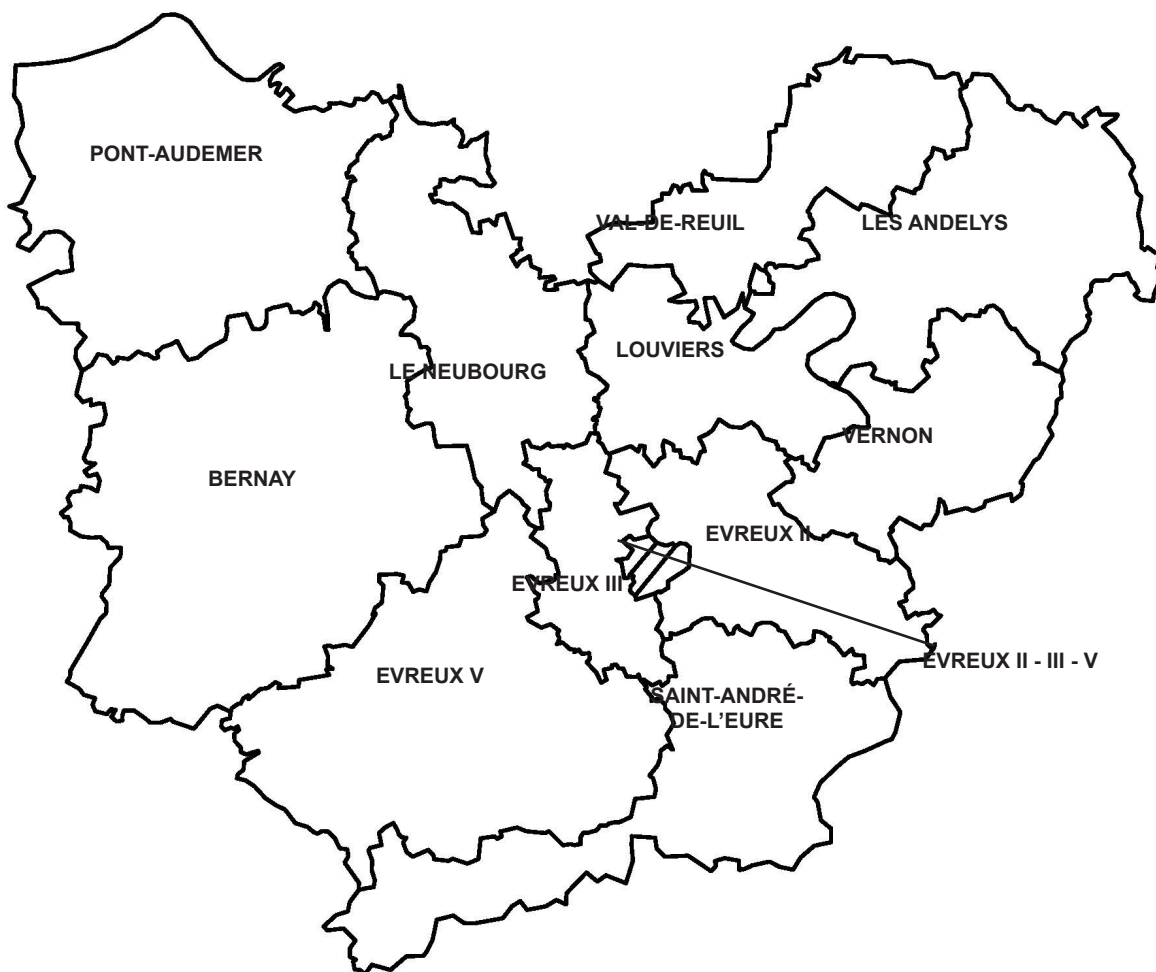 PONT-AUDEMER
VAL-DE-REUIL
LES ANDELYS
LOUVIERS
LE NEUBOURG
VERNON
BERNAY
EVREUX II
EVREUX III
EVREUX II - III - V
EVREUX V
SAINT-ANDRÉ-
DE-L'EURE